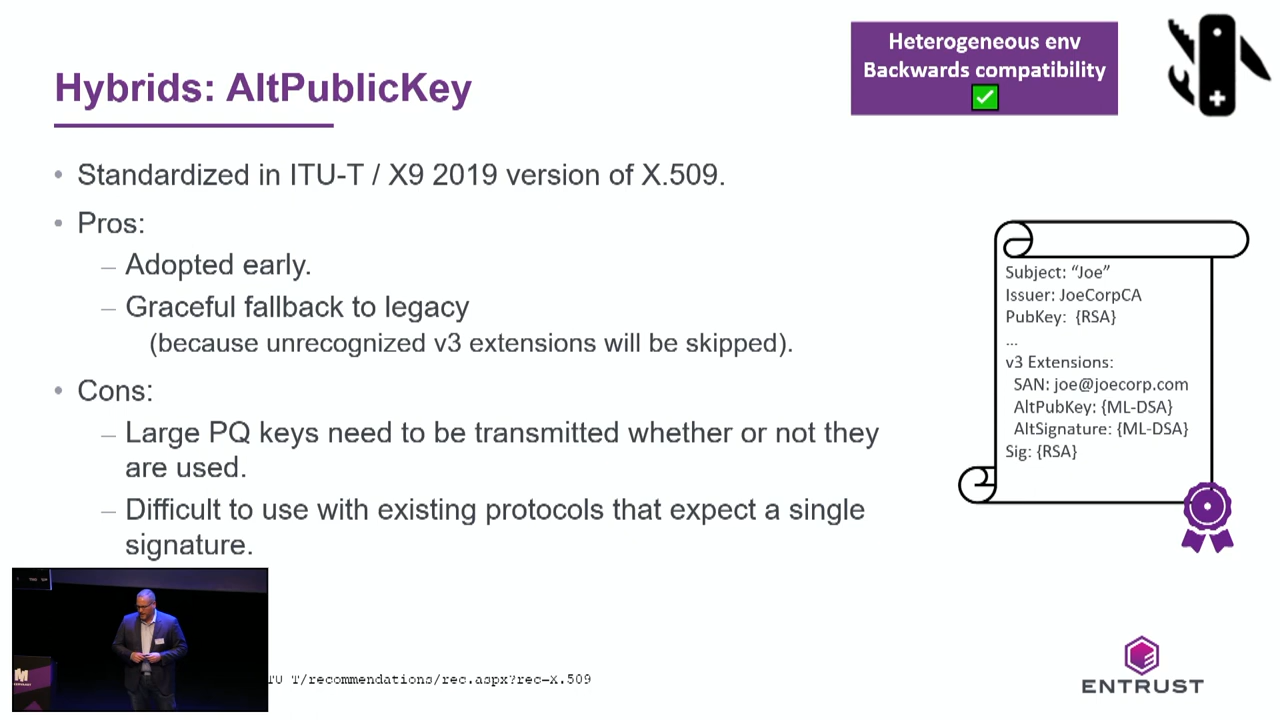 Heterogeneous env
Backwards compatibility
Hybrids: AltPublicKey
• Standardized in ITU-T / X9 2019 version of X.509.
• Pros:
– Adopted early.
– Graceful fallback to legacy
(because unrecognized v3 extensions will be skipped).
• Cons:
– Large PQ keys need to be transmitted whether or not they
are used.
– Difficult to use with existing protocols that expect a single
signature.
Subject: “Joe”
Issuer: JoeCorpCA
PubKey: {RSA}
...
v3 Extensions:
SAN: joe@joecorp.com
AltPubKey: {ML-DSA}
AltSignature: {ML-DSA}
Sig: {RSA}
T/recommendations/rec.aspx?rec=X.509
ENTRUST